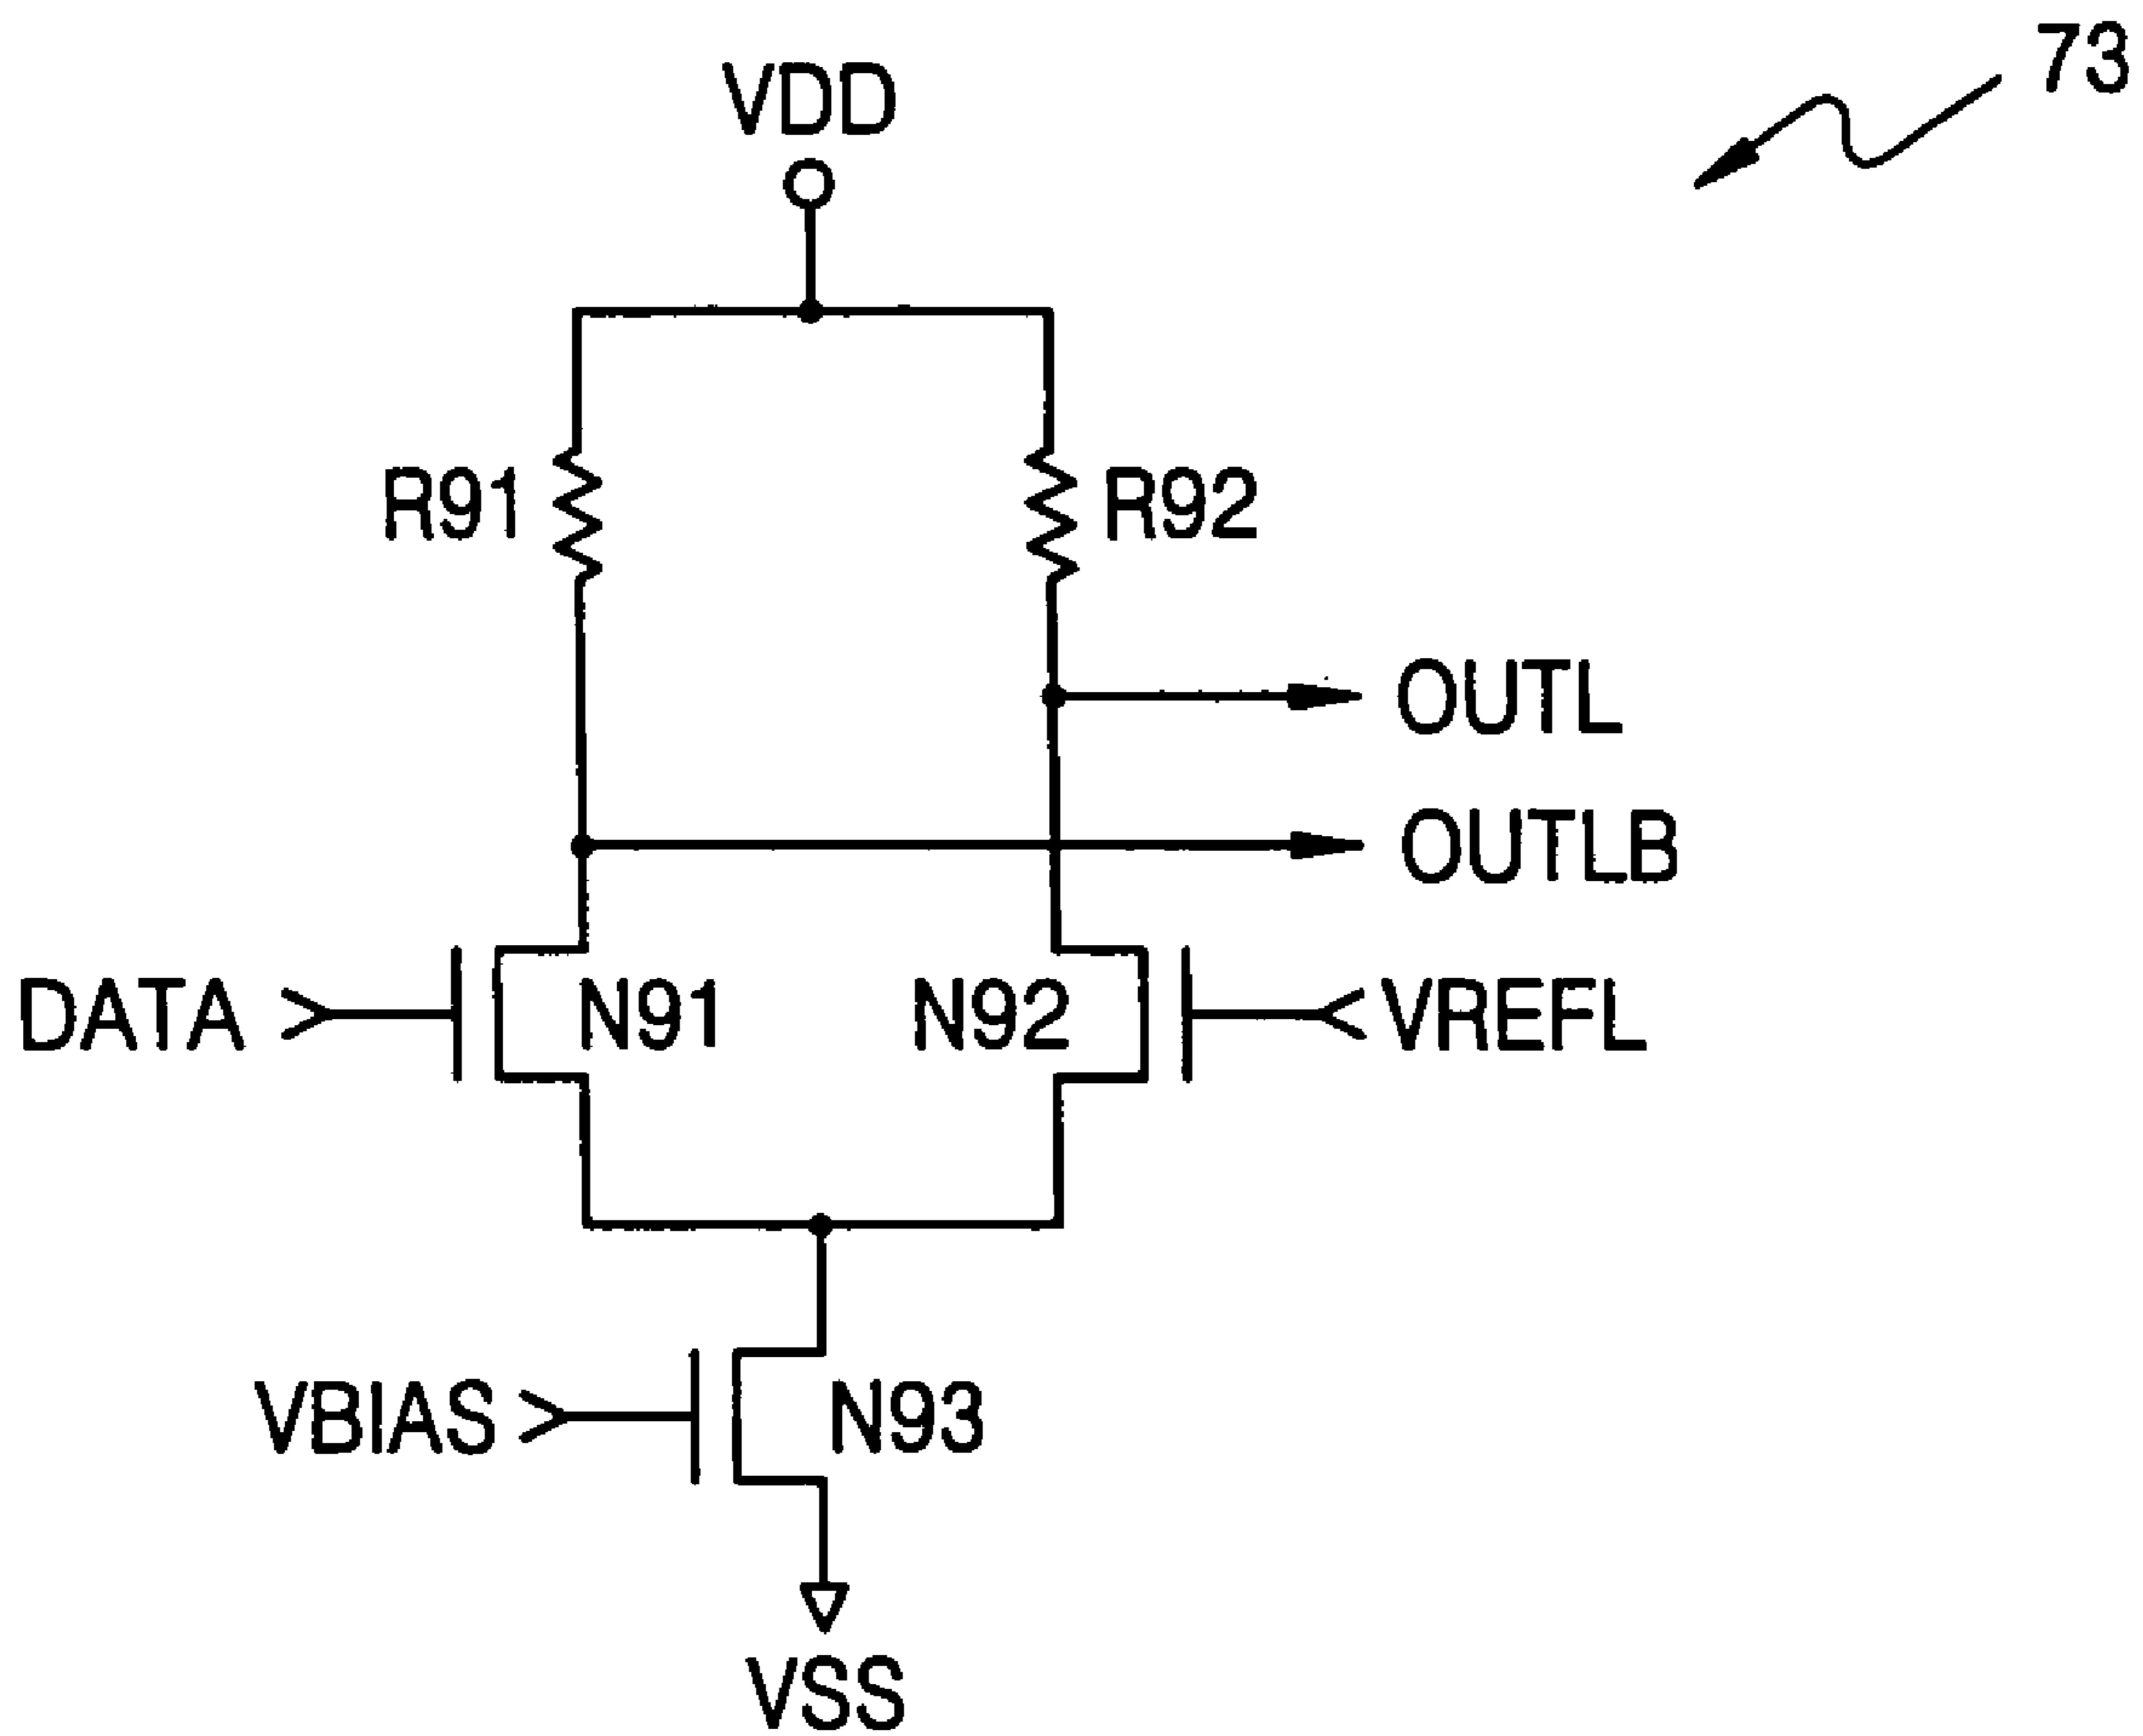 73
VDD
R91
R92
OUTL
OUTLB
DATA
N91
N92
VREFL
VBIAS
N93
VSS